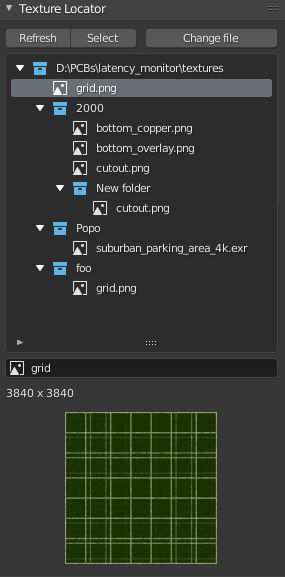 Texture Locator
Refresh Select Change file
D:\PCBs\latency_monitor\textures
grid.png
2000
bottom_copper.png
bottom_overlay.png
cutout.png
New folder
cutout.png
Popo
suburban_parking_area_4k.exr
foo
grid.png
grid
3840 x 3840